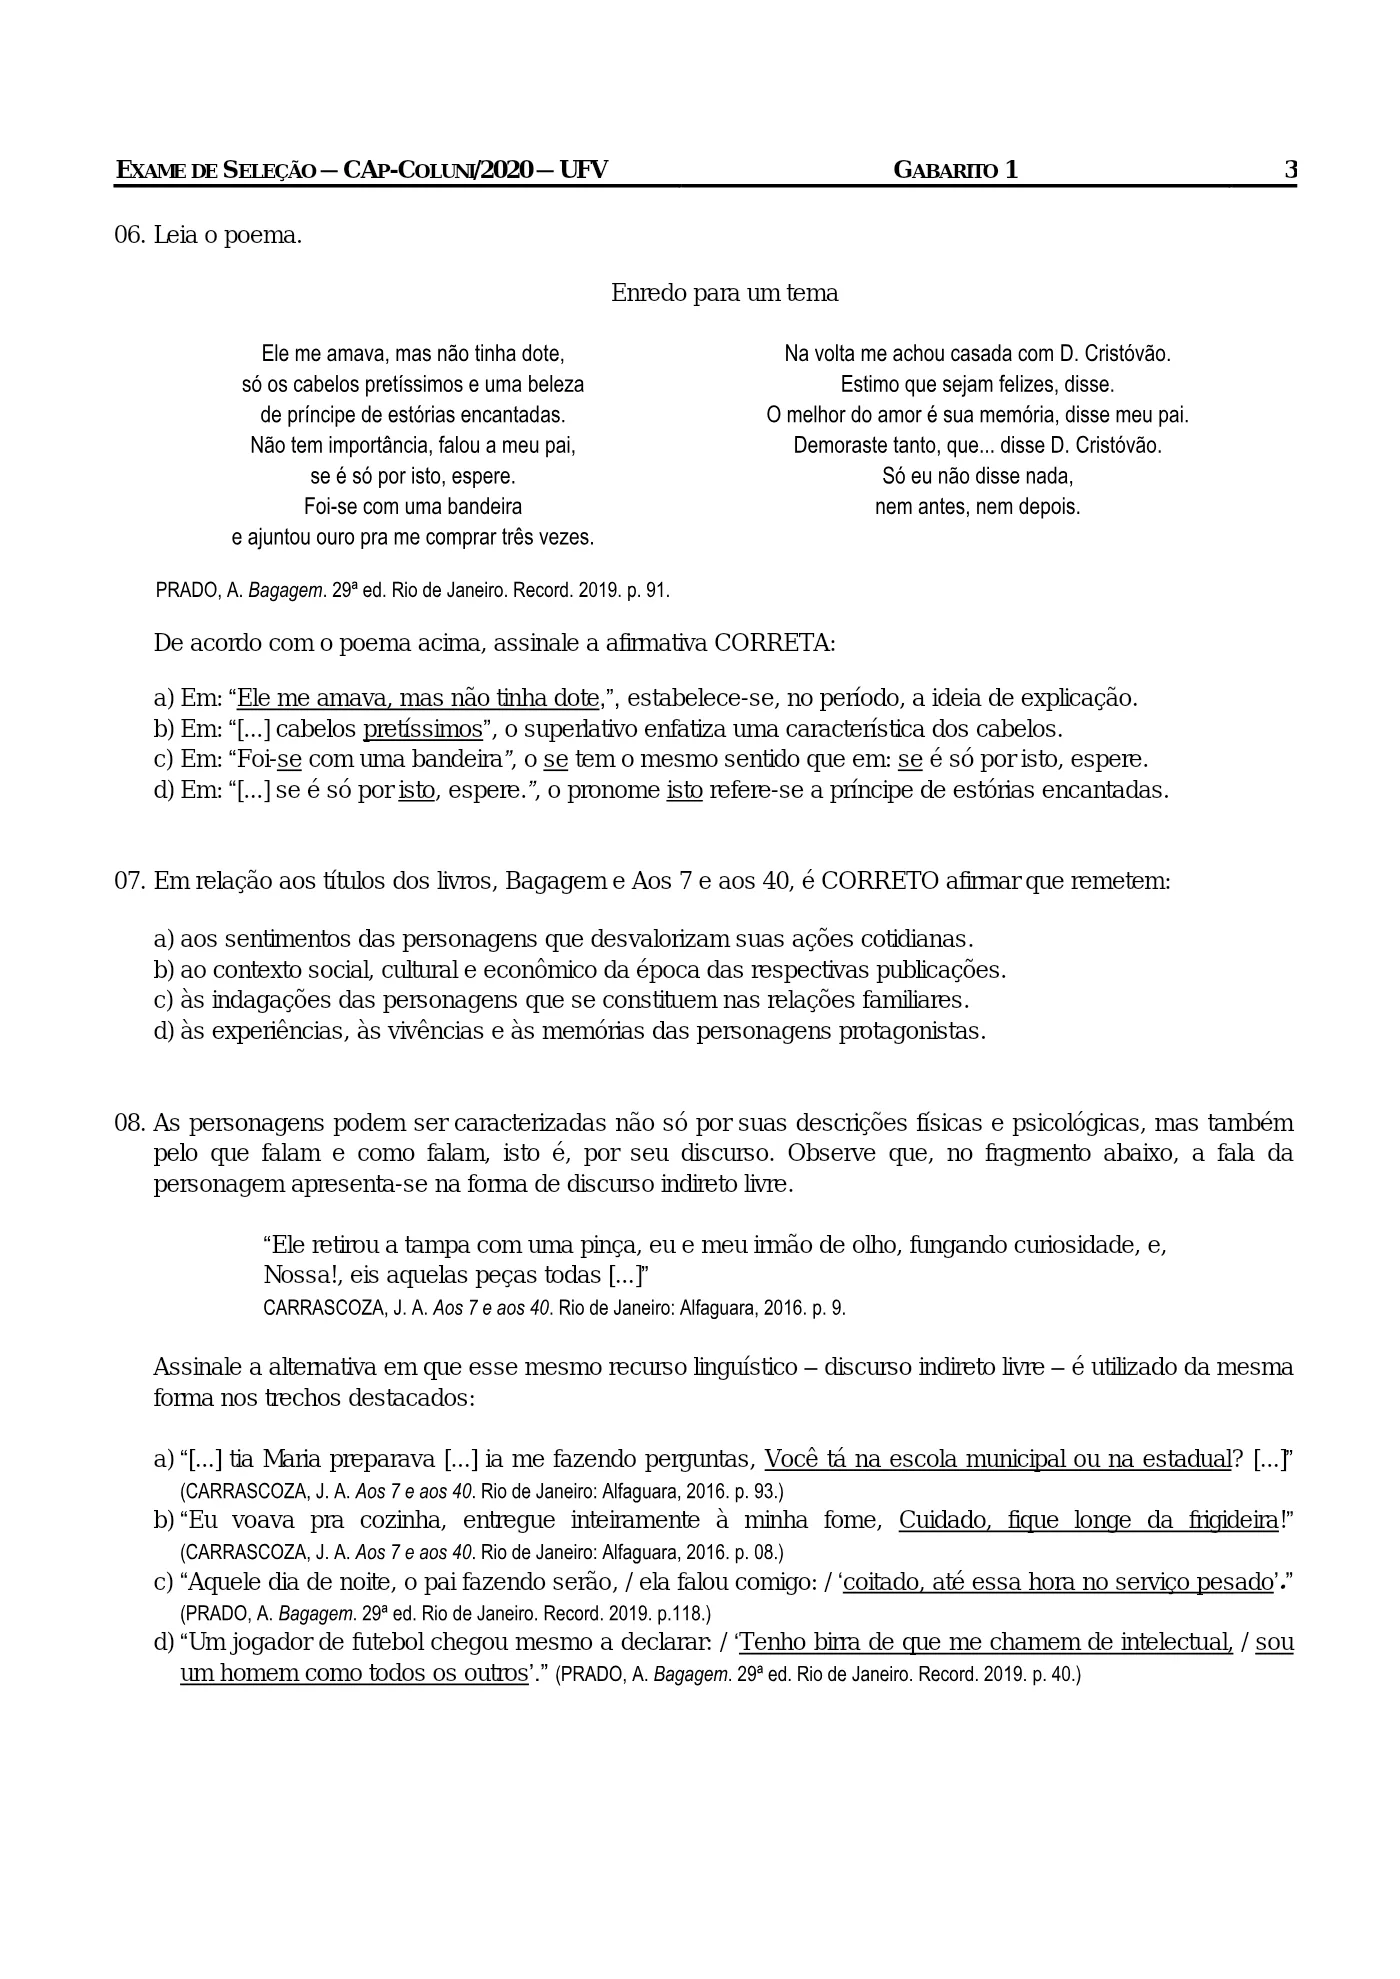 EXAME DE SELEÇÃO — CAP-COLUNI/2020 — UFV GABARITO 1 3
06. Leia o poema.
Enredo para um tema
Ele me amava, mas não tinha dote,
só os cabelos pretíssimos e uma beleza
de príncipe de estórias encantadas.
Não tem importância, falou a meu pai,
se é só por isto, espere.
Foi-se com uma bandeira
e ajuntou ouro pra me comprar três vezes.
Na volta me achou casada com D. Cristóvão.
Estimo que sejam felizes, disse.
O melhor do amor é sua memória, disse meu pai.
Demoraste tanto, que... disse D. Cristóvão.
Só eu não disse nada,
nem antes, nem depois.
PRADO, A. Bagagem. 29ª ed. Rio de Janeiro. Record. 2019. p. 91.
De acordo com o poema acima, assinale a afirmativa CORRETA:
a) Em: “Ele me amava, mas não tinha dote,”, estabelece-se, no período, a ideia de explicação.
b) Em: “[...] cabelos pretíssimos”, o superlativo enfatiza uma característica dos cabelos.
c) Em: “Foi-se com uma bandeira”, o se tem o mesmo sentido que em: se é só por isto, espere.
d) Em: “[...] se é só por isto, espere.”, o pronome isto refere-se a príncipe de estórias encantadas.
07. Em relação aos títulos dos livros, Bagagem e Aos 7 e aos 40, é CORRETO afirmar que remetem:
a) aos sentimentos das personagens que desvalorizam suas ações cotidianas.
b) ao contexto social, cultural e econômico da época das respectivas publicações.
c) às indagações das personagens que se constituem nas relações familiares.
d) às experiências, às vivências e às memórias das personagens protagonistas.
08. As personagens podem ser caracterizadas não só por suas descrições físicas e psicológicas, mas também
pelo que falam e como falam, isto é, por seu discurso. Observe que, no fragmento abaixo, a fala da
personagem apresenta-se na forma de discurso indireto livre.
“Ele retirou a tampa com uma pinça, eu e meu irmão de olho, fungando curiosidade, e,
Nossa!, eis aquelas peças todas [...]”
CARRASCOZA, J. A. Aos 7 e aos 40. Rio de Janeiro: Alfaguara, 2016. p. 9.
Assinale a alternativa em que esse mesmo recurso linguístico – discurso indireto livre – é utilizado da mesma
forma nos trechos destacados:
a) “[...] tia Maria preparava [...] ia me fazendo perguntas, Você tá na escola municipal ou na estadual? [...]”
(CARRASCOZA, J. A. Aos 7 e aos 40. Rio de Janeiro: Alfaguara, 2016. p. 93.)
b) “Eu voava pra cozinha, entregue inteiramente à minha fome, Cuidado, fique longe da frigideira!”
(CARRASCOZA, J. A. Aos 7 e aos 40. Rio de Janeiro: Alfaguara, 2016. p. 08.)
c) “Aquele dia de noite, o pai fazendo serão, / ela falou comigo: / ‘coitado, até essa hora no serviço pesado’.”
(PRADO, A. Bagagem. 29ª ed. Rio de Janeiro. Record. 2019. p.118.)
d) “Um jogador de futebol chegou mesmo a declarar: / ‘Tenho birra de que me chamem de intelectual, / sou
um homem como todos os outros’.” (PRADO, A. Bagagem. 29ª ed. Rio de Janeiro. Record. 2019. p. 40.)